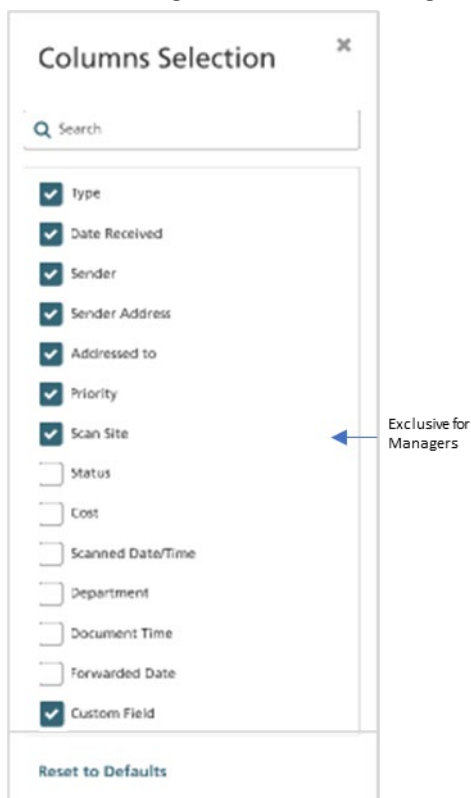 Columns Selection
Search
Type
Date Received
Sender
Sender Address
Addressed to
Priority
Scan Site
Exclusive for
Managers
Status
Cost
Scanned Date/Time
Department
Document Time
Forwarded Date
Custom Field
Reset to Defaults